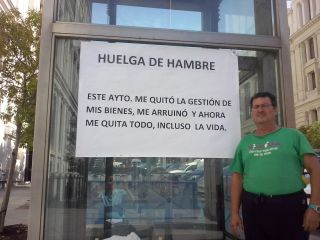 HUELGA DE HAMBRE
ESTE AYTO. ME QUITÓ LA GESTIÓN DE
MIS BIENES, ME ARRUINÓ Y AHORA
ME QUITA TODO, INCLUSO LA VIDA.